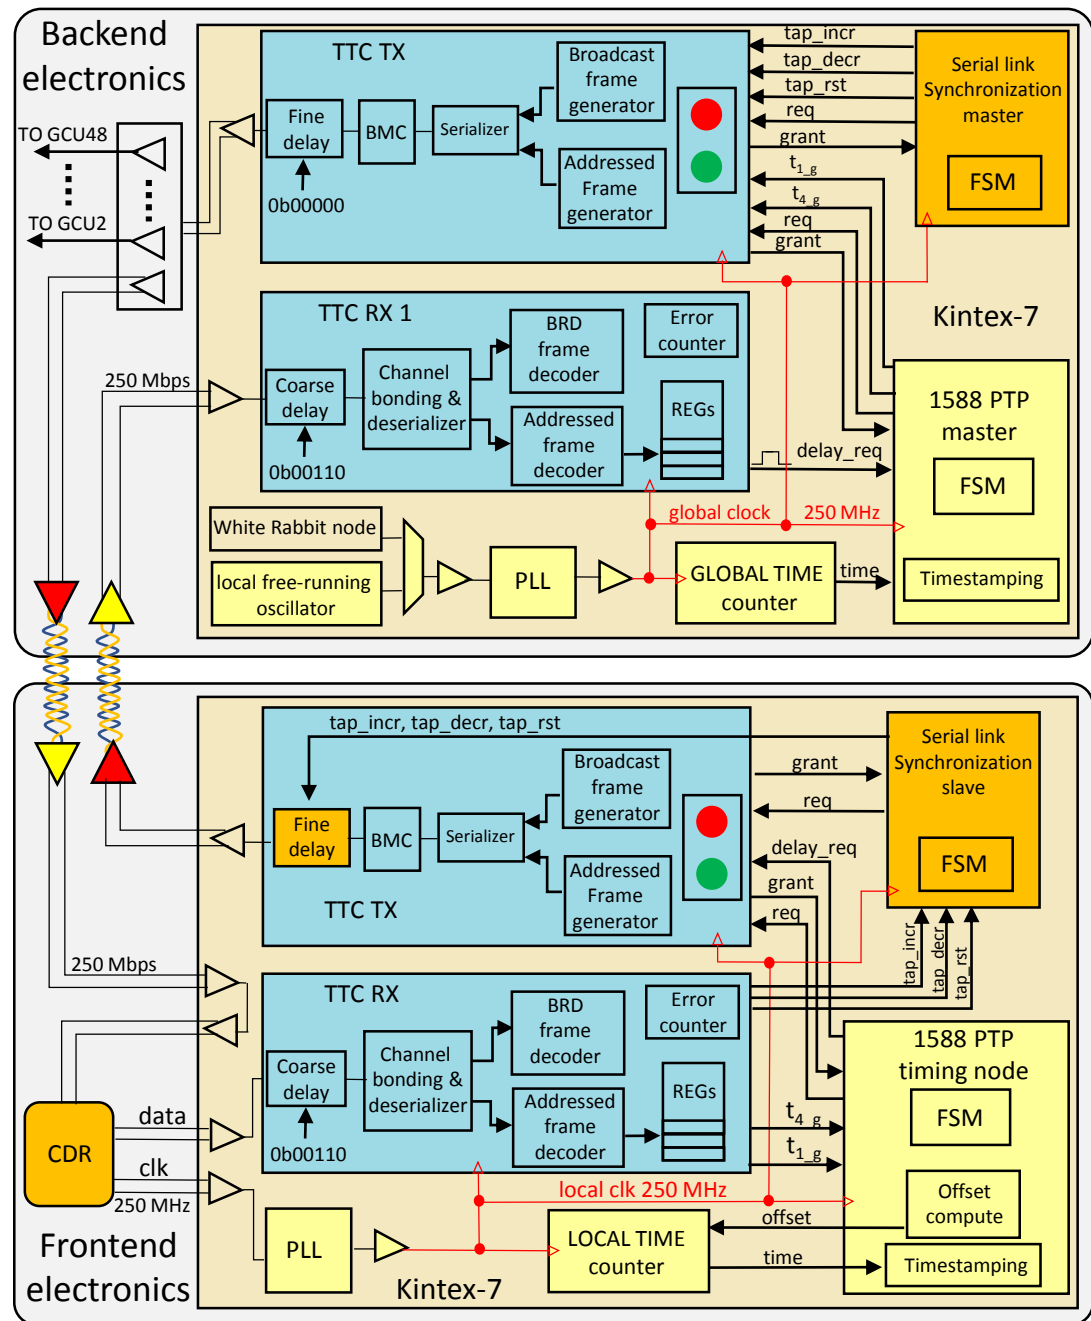 Backend
electronics
TTC TX
Broadcast
frame
generator
Fine
delay
BMC
Serializer
Addressed
Frame
generator
0b00000
TO GCU48
TO GCU2
tap_incr
tap_decr
tap_rst
req
grant
t1_g
t4_g
req
grant
Serial link
Synchronization
master
FSM
Kintex-7
TTC RX 1
BRD
frame
decoder
Error
counter
Channel
bonding &
deserializer
Coarse
delay
250 Mbps
Addressed
frame
decoder
REGs
0b00110
1588 PTP
master
delay_req
FSM
global clock
250 MHz
White Rabbit node
local free-running
oscillator
PLL
GLOBAL TIME
counter
time
Timestamping
tap_incr, tap_decr, tap_rst
Broadcast
frame
generator
Fine
delay
BMC
Serializer
Addressed
Frame
generator
TTC TX
grant
req
delay_req
grant
req
Serial link
Synchronization
slave
FSM
tap_incr
tap_decr
tap_rst
250 Mbps
TTC RX
BRD
frame
decoder
Error
counter
Channel
bonding &
deserializer
Coarse
delay
Addressed
frame
decoder
REGs
0b00110
1588 PTP
timing node
FSM
t4_g
t1_g
CDR
data
clk
250 MHz
local clk 250 MHz
Offset
compute
offset
PLL
LOCAL TIME
counter
time
Timestamping
Frontend
electronics
Kintex-7